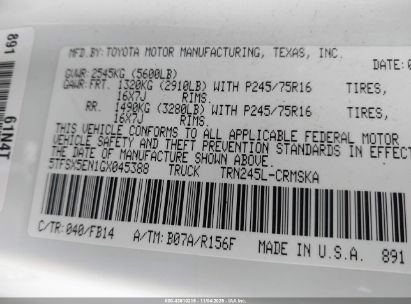 MFD.BY:TOYOTA MOTOR MANUFACTURING, TEXAS, INC.
DATE:0
GVWR: 2545KG (5600LB)
GAWR:FRT. 1320KG (2910LB) WITH P245/75R16 TIRES,
16X7J RIMS.
RR. 1490KG (3280LB) WITH P245/75R16 TIRES,
16X7J RIMS.
THIS VEHICLE CONFORMS TO ALL APPLICABLE FEDERAL MOTOR
VEHICLE SAFETY AND THEFT PREVENTION STANDARDS IN EFFECT
THE DATE OF MANUFACTURE SHOWN ABOVE.
5TFSX5EN1GX045388 TRUCK TRN245L-CRMSKA
C/TR:040/FB14 A/TM:B07A/R156F MADE IN U.S.A. 891
891
61N4T